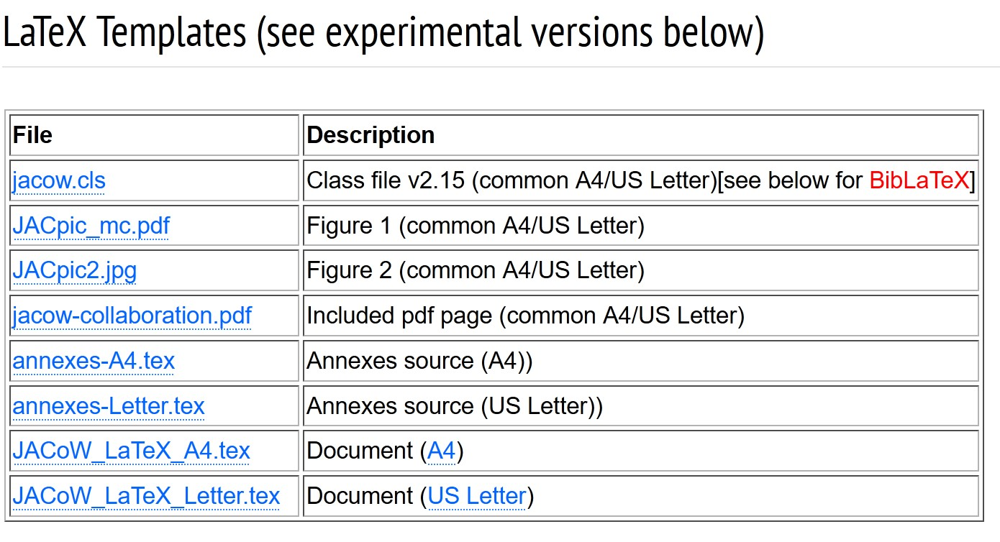 LaTeX Templates (see experimental versions below)
File Description
jacow.cls Class file v2.15 (common A4/US Letter)[see below for BibLaTeX]
JACpic_mc.pdf Figure 1 (common A4/US Letter)
JACpic2.jpg Figure 2 (common A4/US Letter)
jacow-collaboration.pdf Included pdf page (common A4/US Letter)
annexes-A4.tex Annexes source (A4))
annexes-Letter.tex Annexes source (US Letter))
JACoW_LaTeX_A4.tex Document (A4)
JACoW_LaTeX_Letter.tex Document (US Letter)